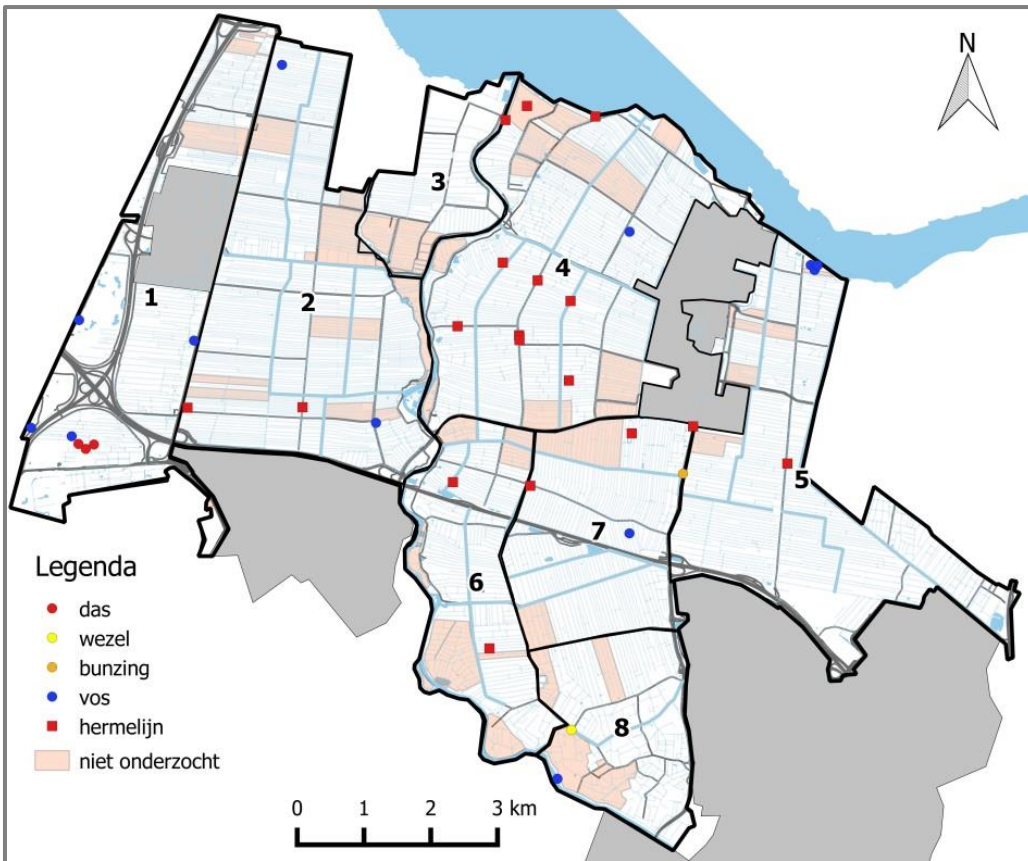 N
3
4
1
2
5
7
6
8
Legenda
das
wezel
bunzing
vos
hermelijn
niet onderzocht
0 1 2 3 km